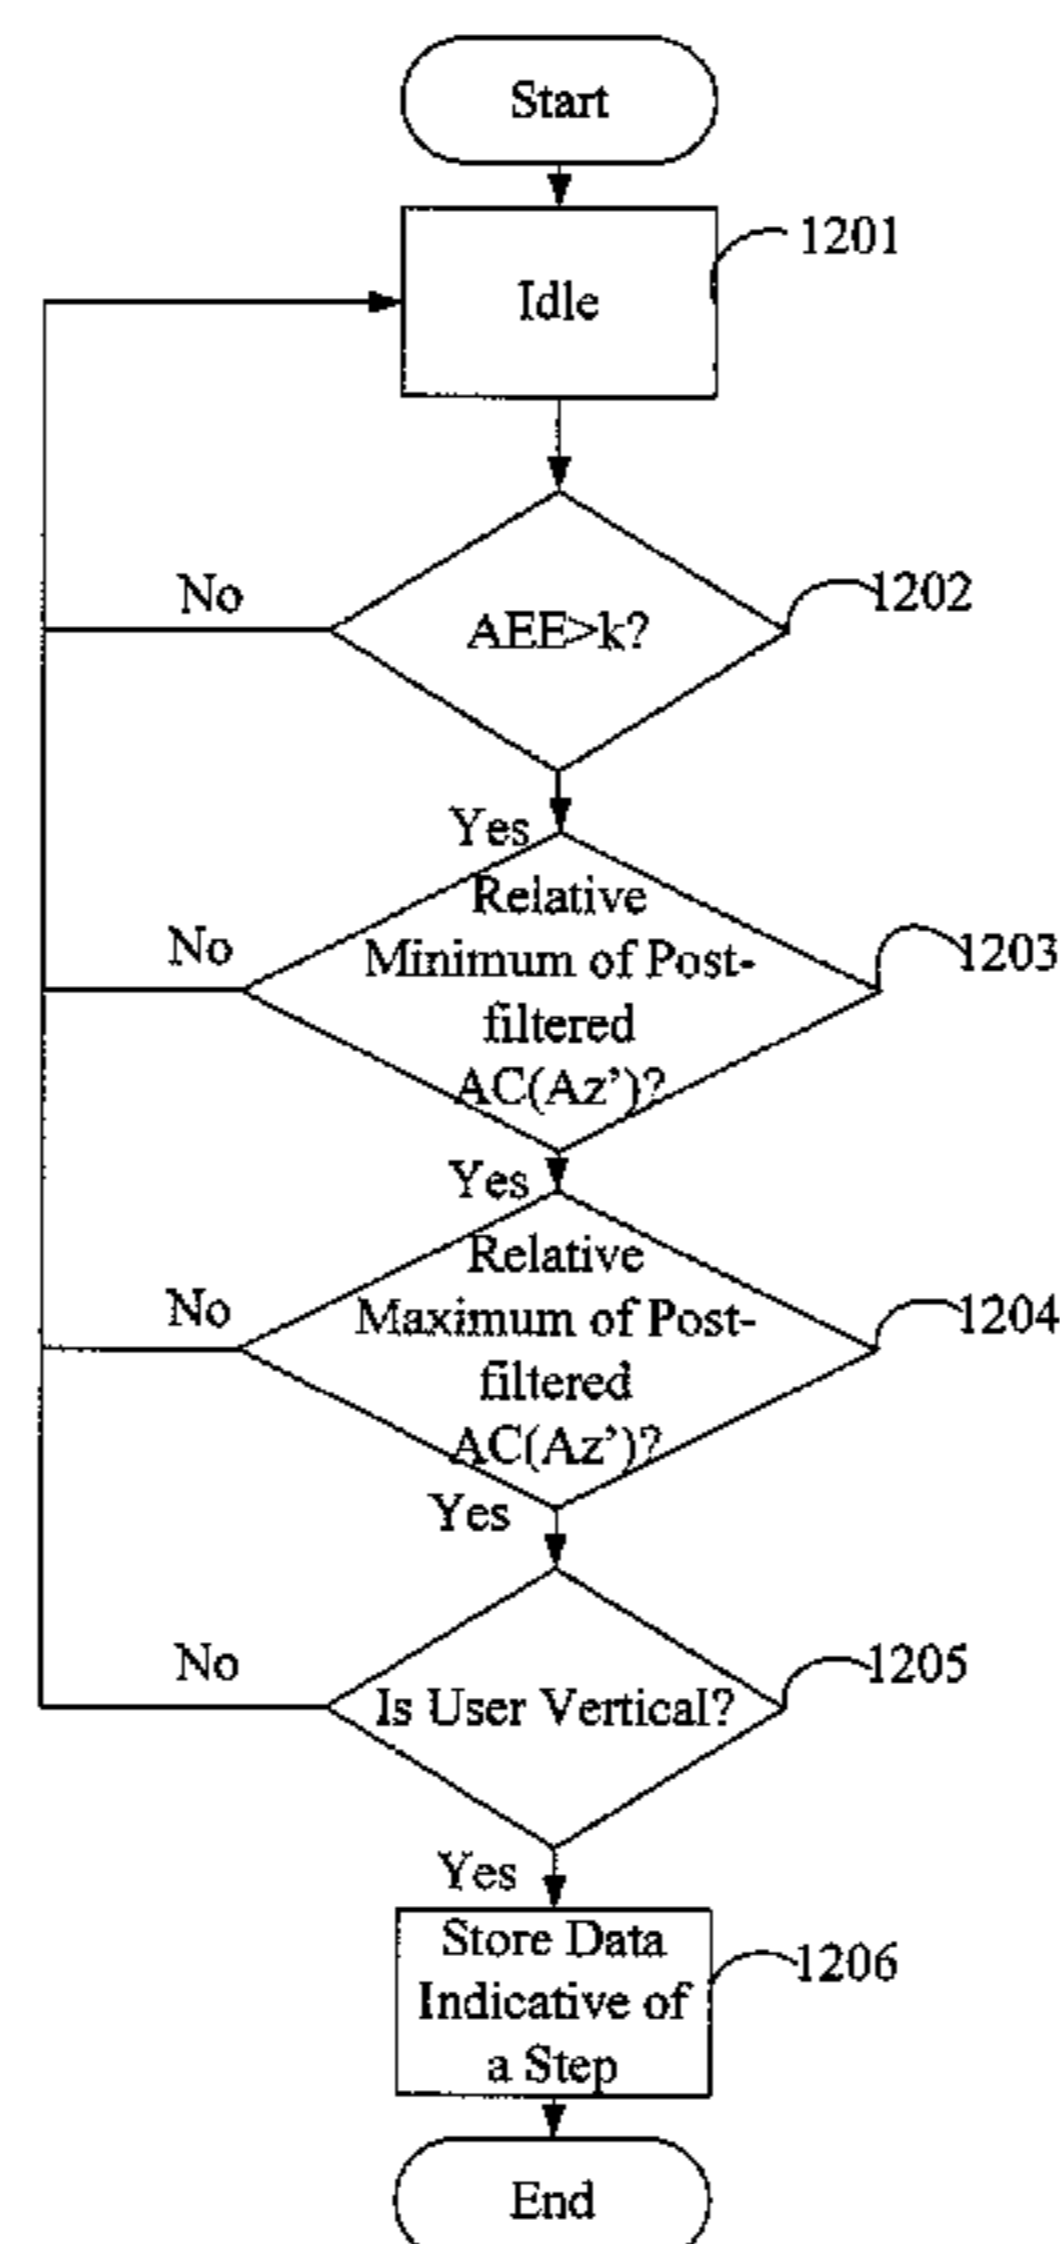 Start
1201
Idle
No
1202
AEE>k?
Yes
Relative
No
Minimum of Post-
1203
filtered
AC(Az’)?
Yes
Relative
No
Maximum of Post-
1204
filtered
AC(Az’)?
Yes
No
1205
Is User Vertical?
Yes
Store Data
1206
Indicative of
a Step
End